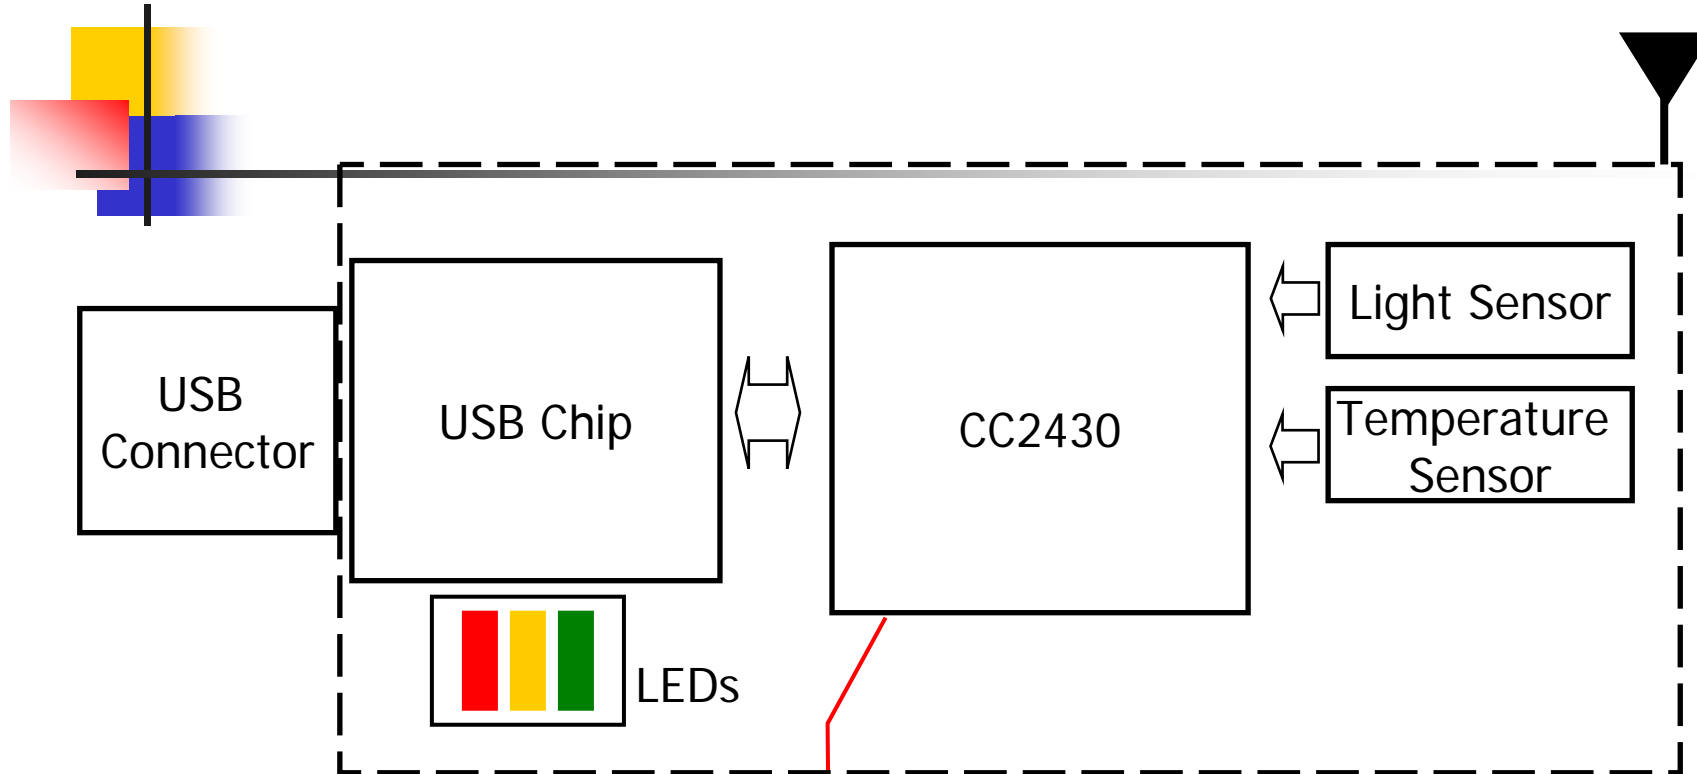 USB
Connector
USB Chip
CC2430
Light Sensor
Temperature
Sensor
LEDs